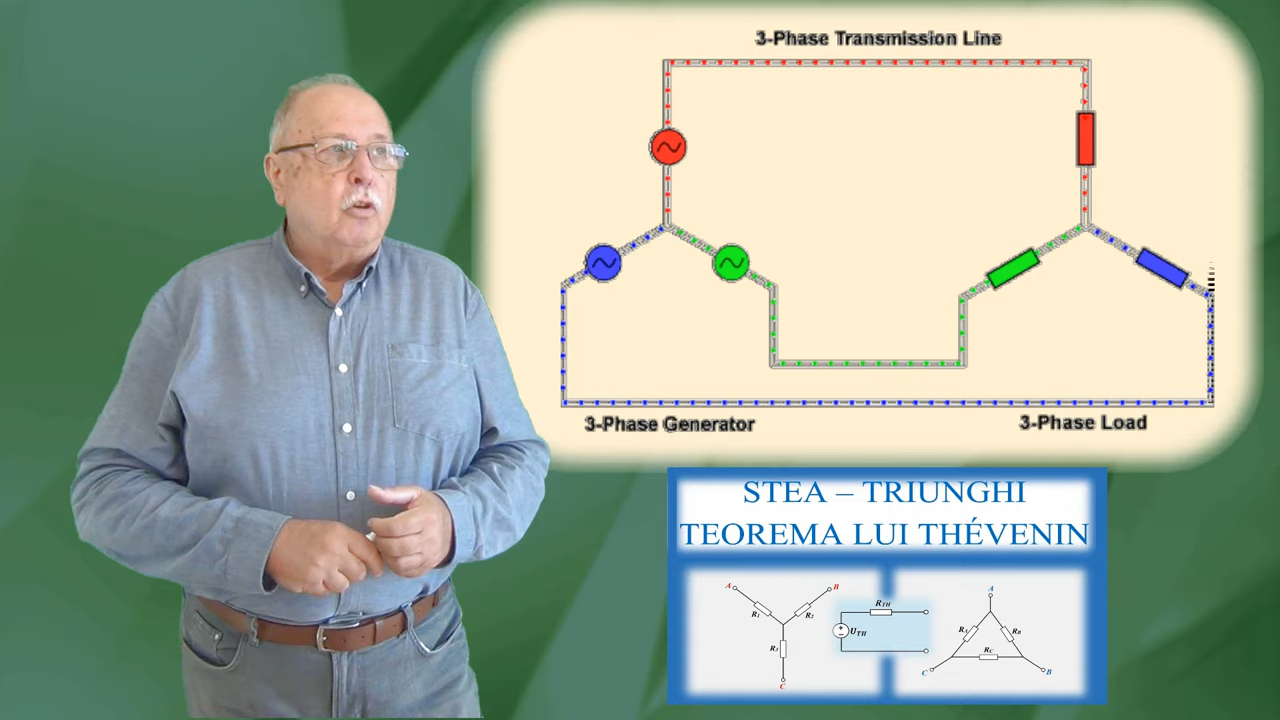 3-Phase Transmission Line
3-Phase Generator
3-Phase Load
STEA – TRIUNGHI
TEOREMA LUI THÉVENIN
A
B
R1
R2
R3
C
RTH
+
UTH
A
RA
RB
RC
C
B